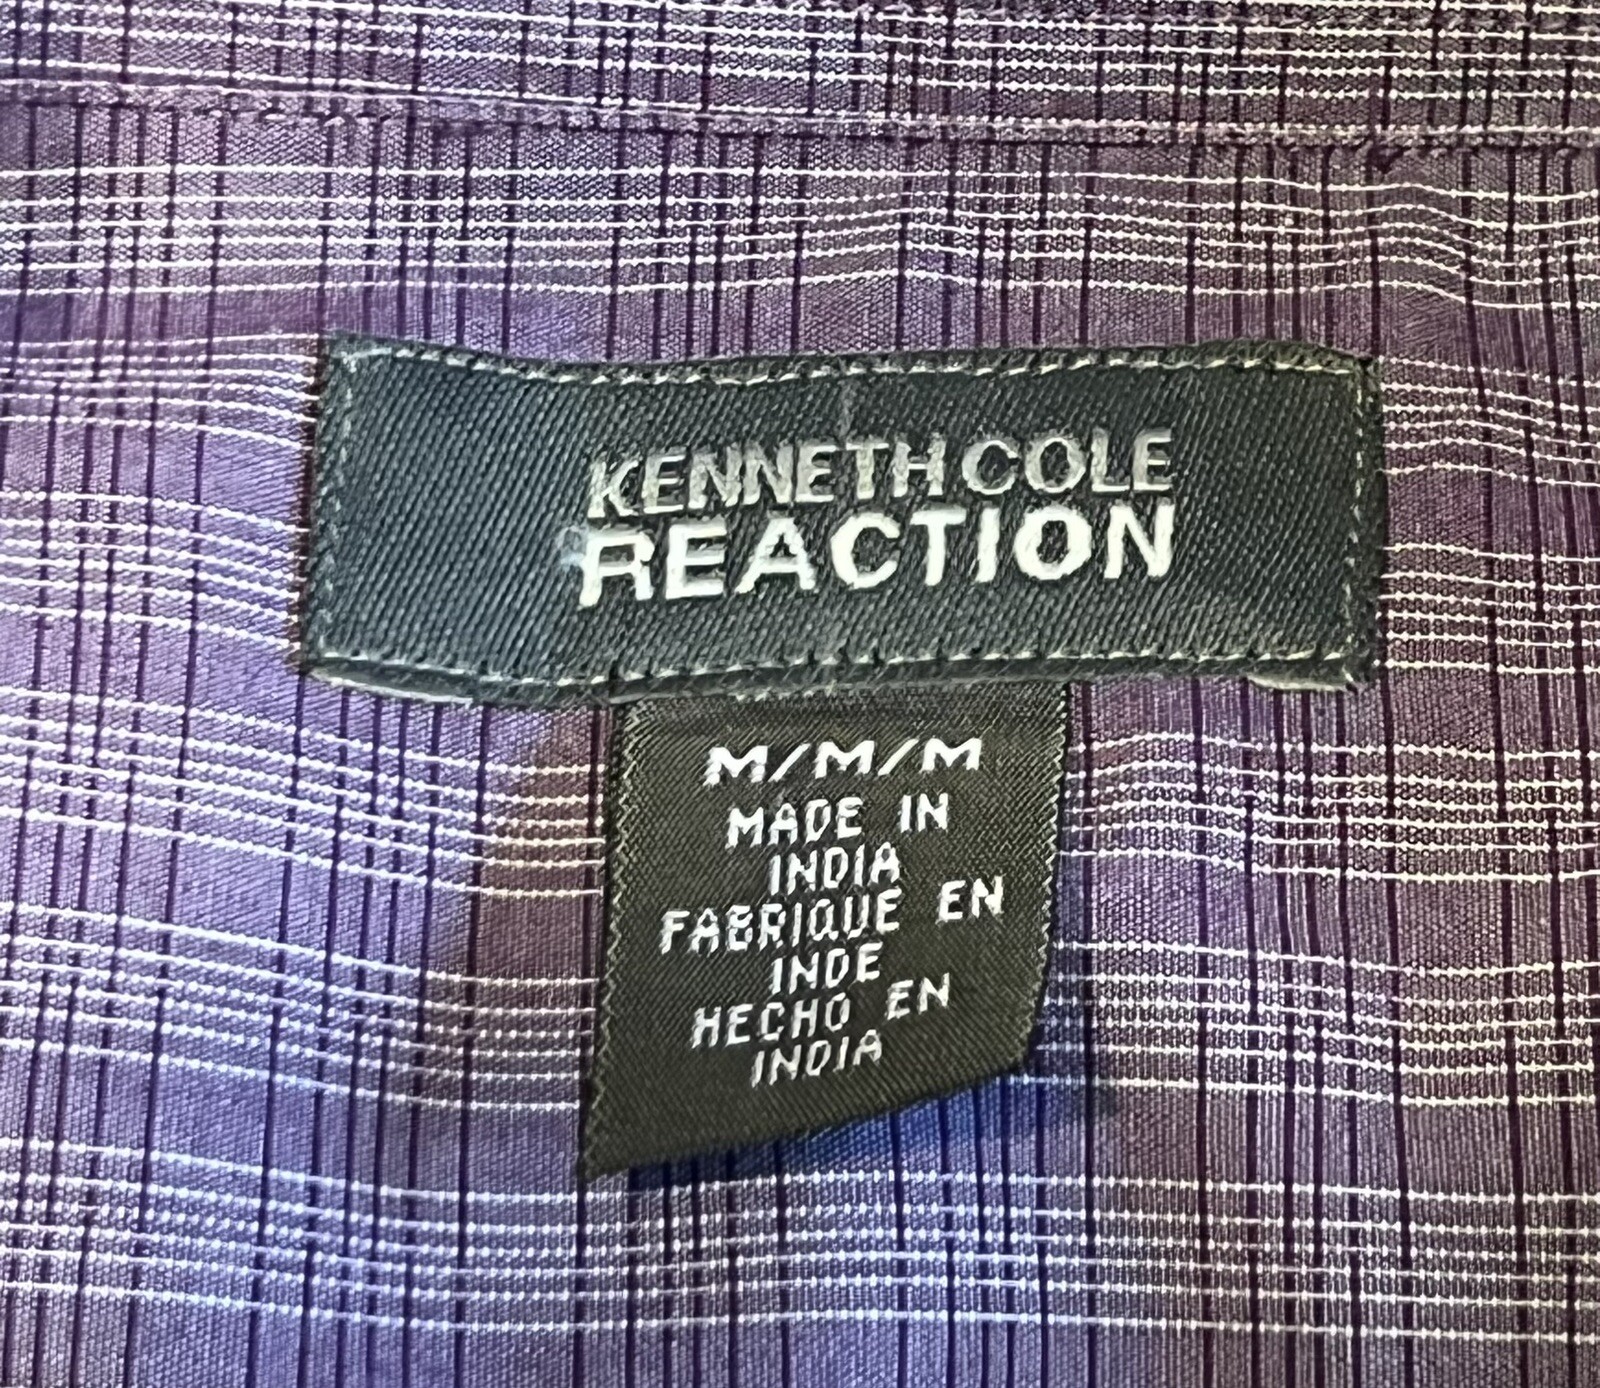 KENNETH COLE
REACTION
M/M/M
MADE IN
INDIA
FABRIQUE EN
INDE
HECHO EN
INDIA